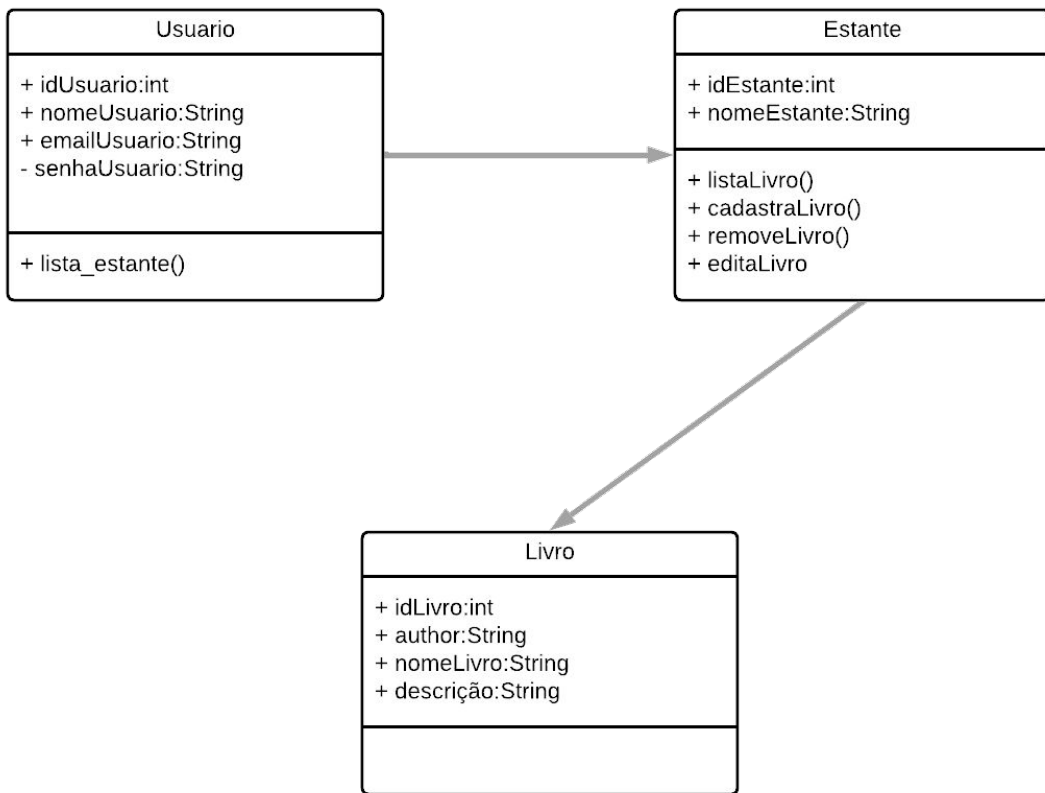 Usuario
+ idUsuario:int
+ nomeUsuario:String
+ emailUsuario:String
- senhaUsuario:String
+ lista_estante()
Estante
+ idEstante:int
+ nomeEstante:String
+ listaLivro()
+ cadastraLivro()
+ removeLivro()
+ editaLivro
Livro
+ idLivro:int
+ author:String
+ nomeLivro:String
+ descrição:String